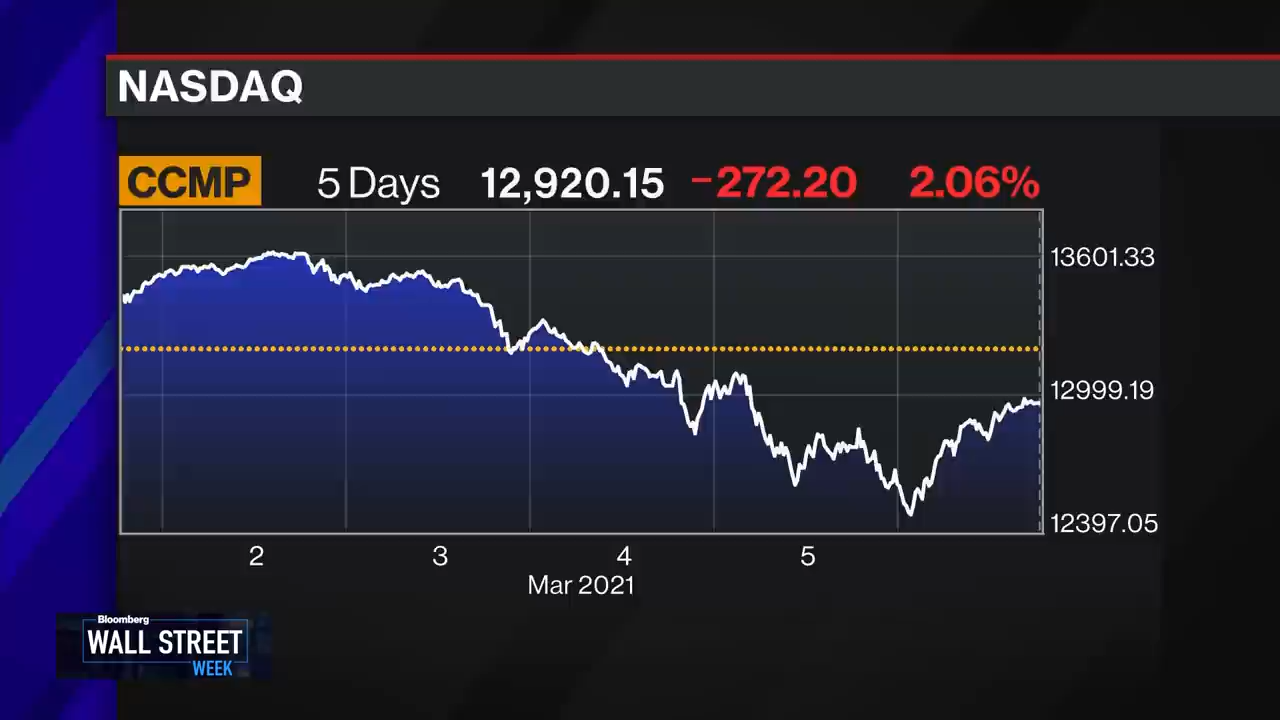 NASDAQ
CCMP 5 Days 12,920.15 -272.20 2.06%
13601.33
12999.19
12397.05
2 3 4 5
Mar 2021
Bloomberg
WALL STREET
WEEK